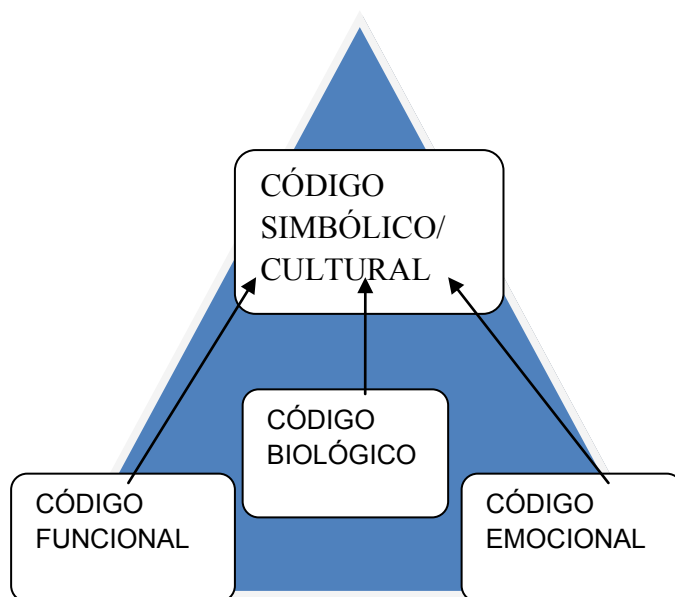 CÓDIGO
SIMBÓLICO/
CULTURAL
CÓDIGO
BIOLÓGICO
CÓDIGO
FUNCIONAL
CÓDIGO
EMOCIONAL